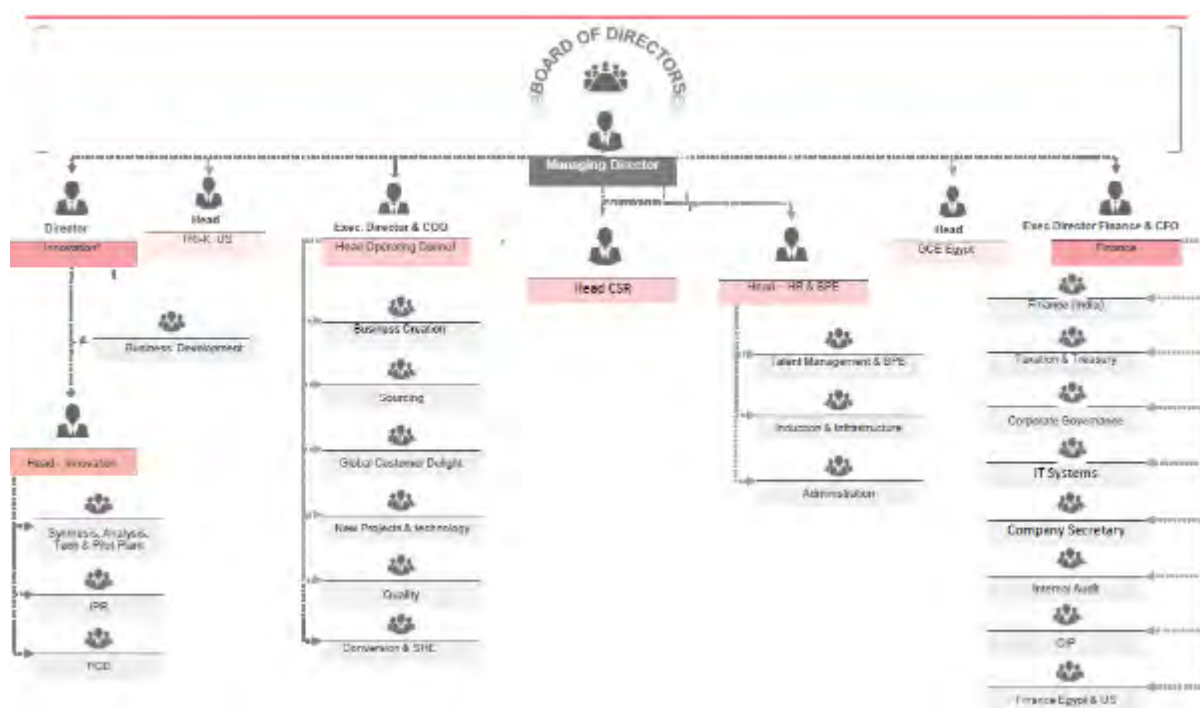 BOARD OF DIRECTORS
Managing Director
Director
Innovation*
Head
US
Exec. Director & COO
Head Operating
Head CSR
Head - HR & BPE
Head
GCE Egypt
Exec Director Finance & CFO
Finance
Business Development
Head - Innovation
Synthesis, Analysis,
Tech & Pilot Plant
IPR
Business Creation
Sourcing
Global Customer Delight
New Projects & technology
Quality
Conversion & SHE
Talent Management & BPE
Induction & Infrastructure
Administration
Finance (India)
Taxation & Treasury
Corporate Governance
IT Systems
Company Secretary
Internal Audit
Finance Egypt & US